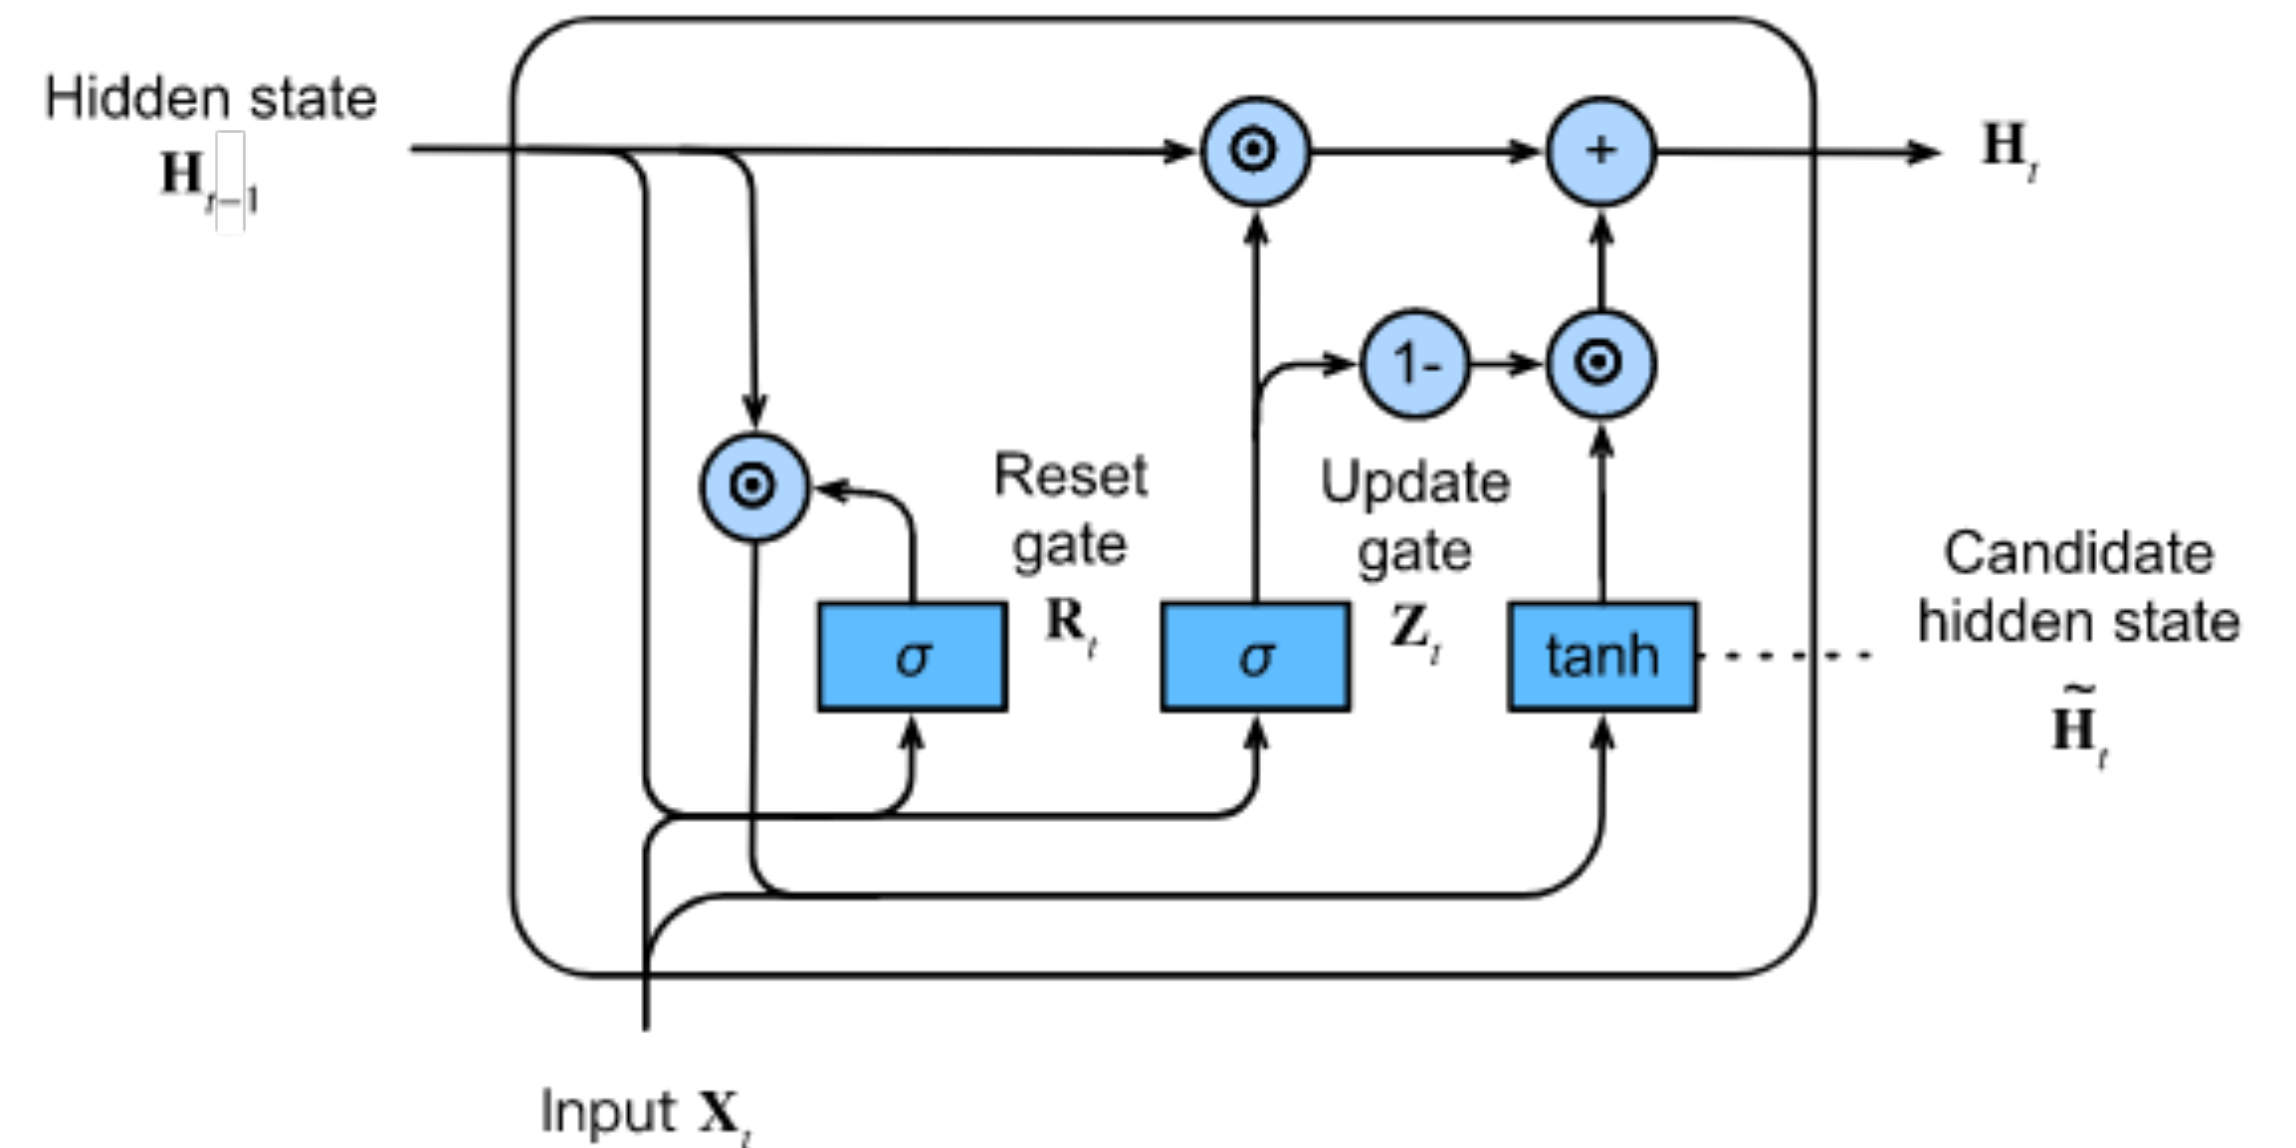 Hidden state
H_{t-1}
⊙
+
H_t
1-
⊙
⊙
Reset
gate
R_t
Update
gate
Z_t
σ
σ
tanh
Candidate
hidden state
H̃_t
Input X_t